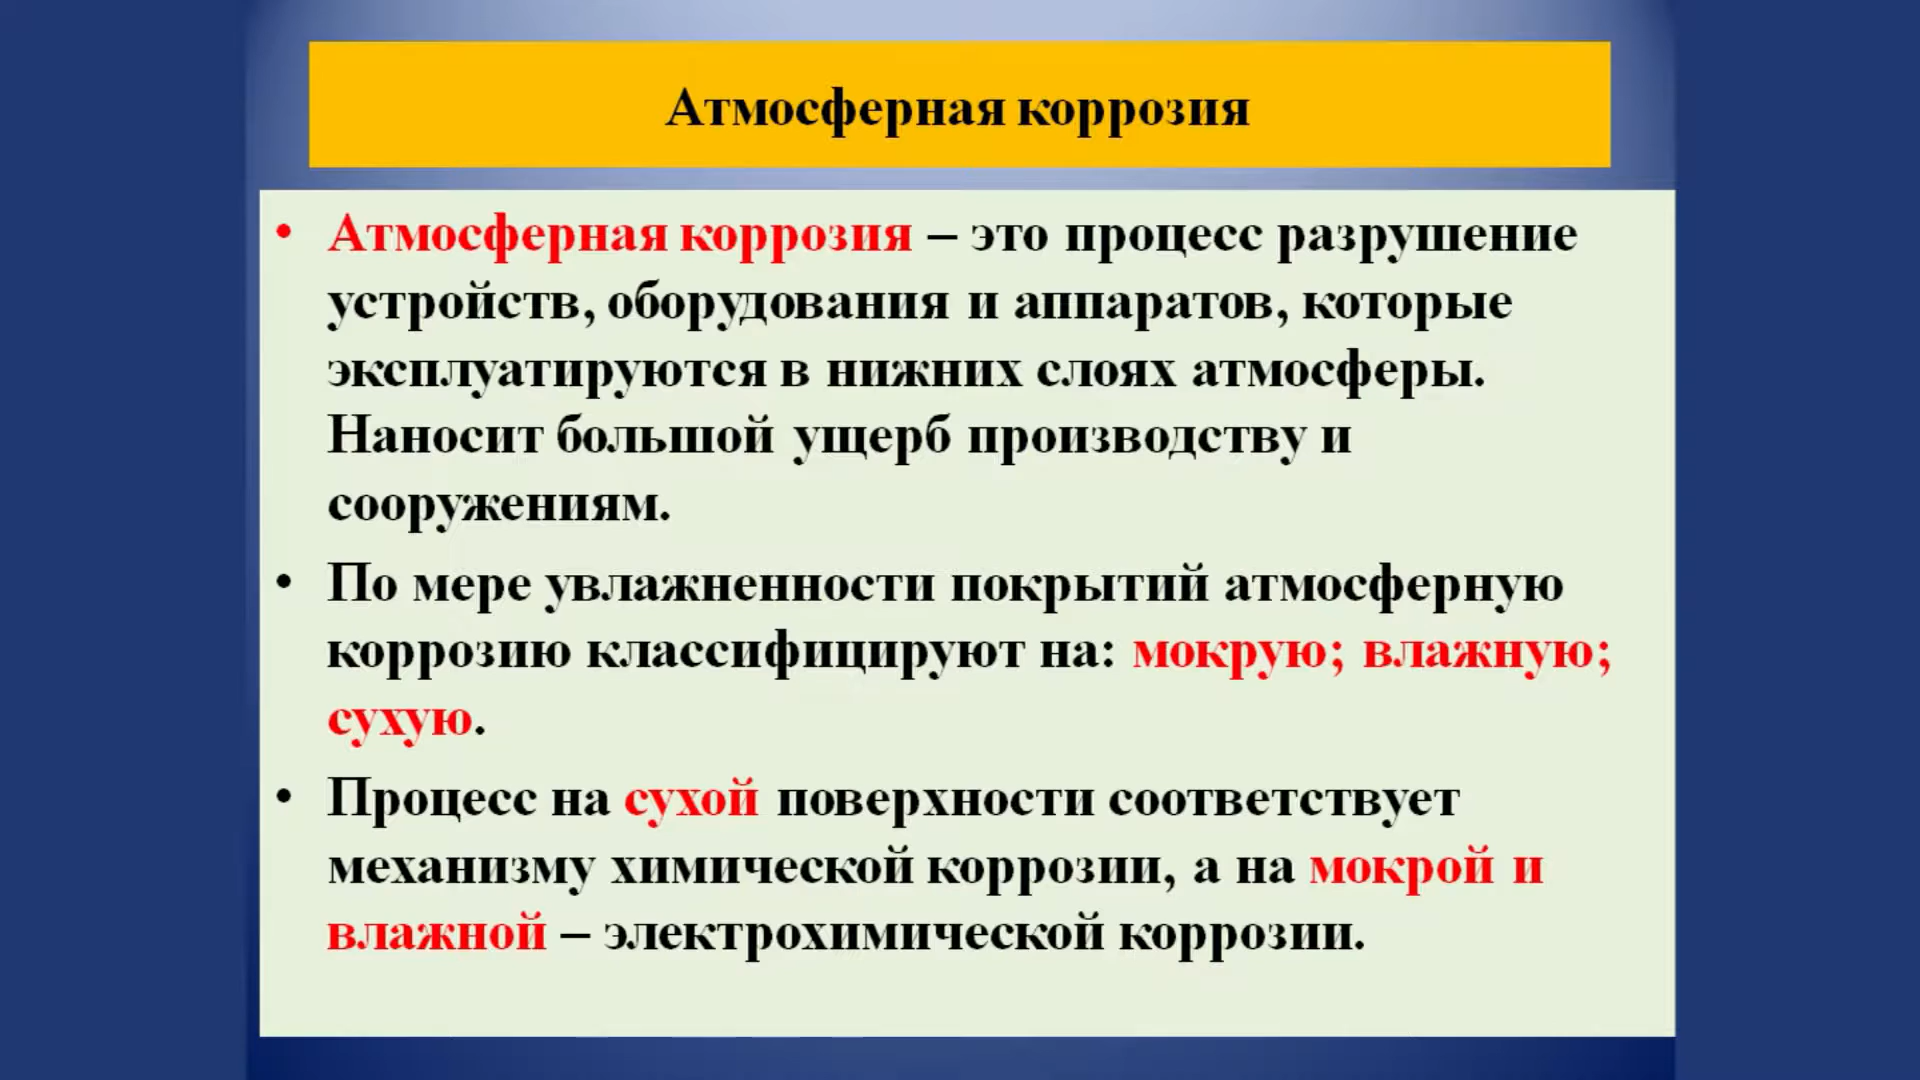 Атмосферная коррозия
• Атмосферная коррозия – это процесс разрушение
устройств, оборудования и аппаратов, которые
эксплуатируются в нижних слоях атмосферы.
Наносит большой ущерб производству и
сооружениям.
• По мере увлажненности покрытий атмосферную
коррозию классифицируют на: мокрую; влажную;
сухую.
• Процесс на сухой поверхности соответствует
механизму химической коррозии, а на мокрой и
влажной – электрохимической коррозии.